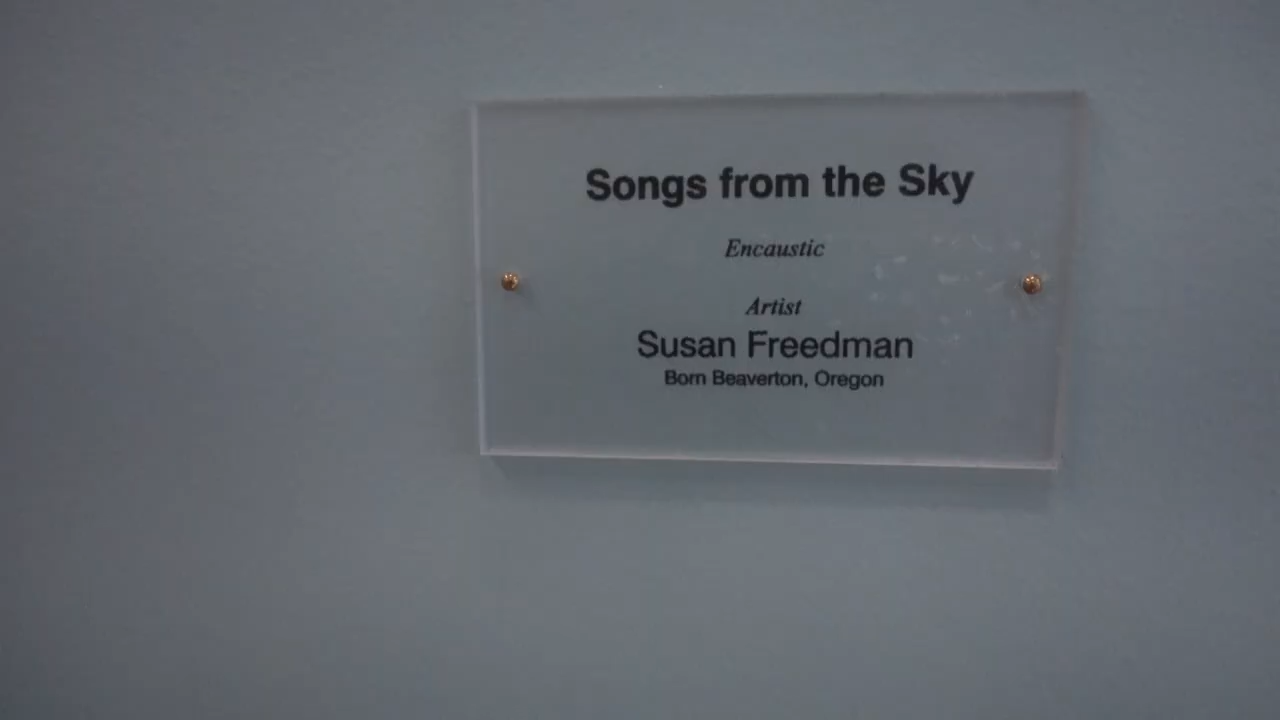 Songs from the Sky
Encaustic
Artist
Susan Freedman
Born Beaverton, Oregon